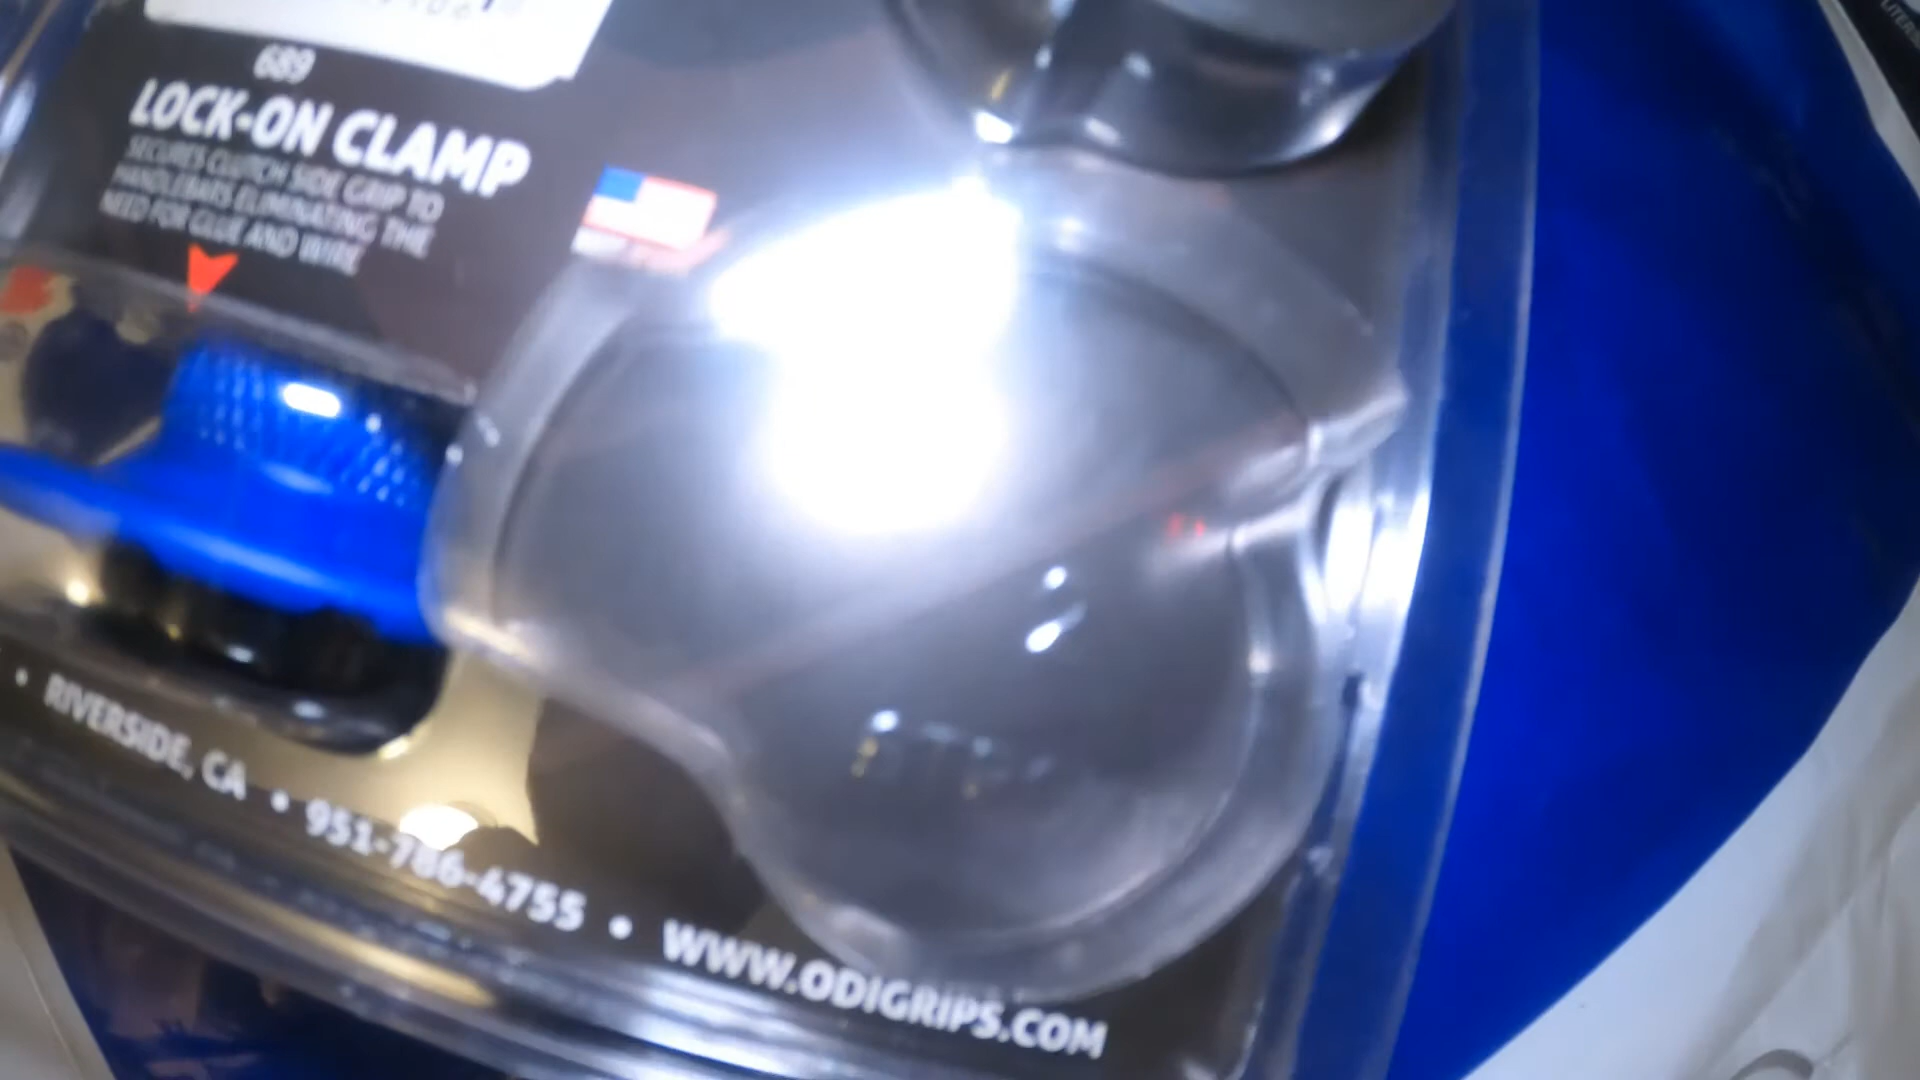 689
LOCK-ON CLAMP
SECURES CLUTCH SIDE GRIP TO
HANDLEBARS ELIMINATING THE
NEED FOR GLUE AND WIRE
• RIVERSIDE, CA • 951-786-4755 • WWW.ODIGRIPS.COM